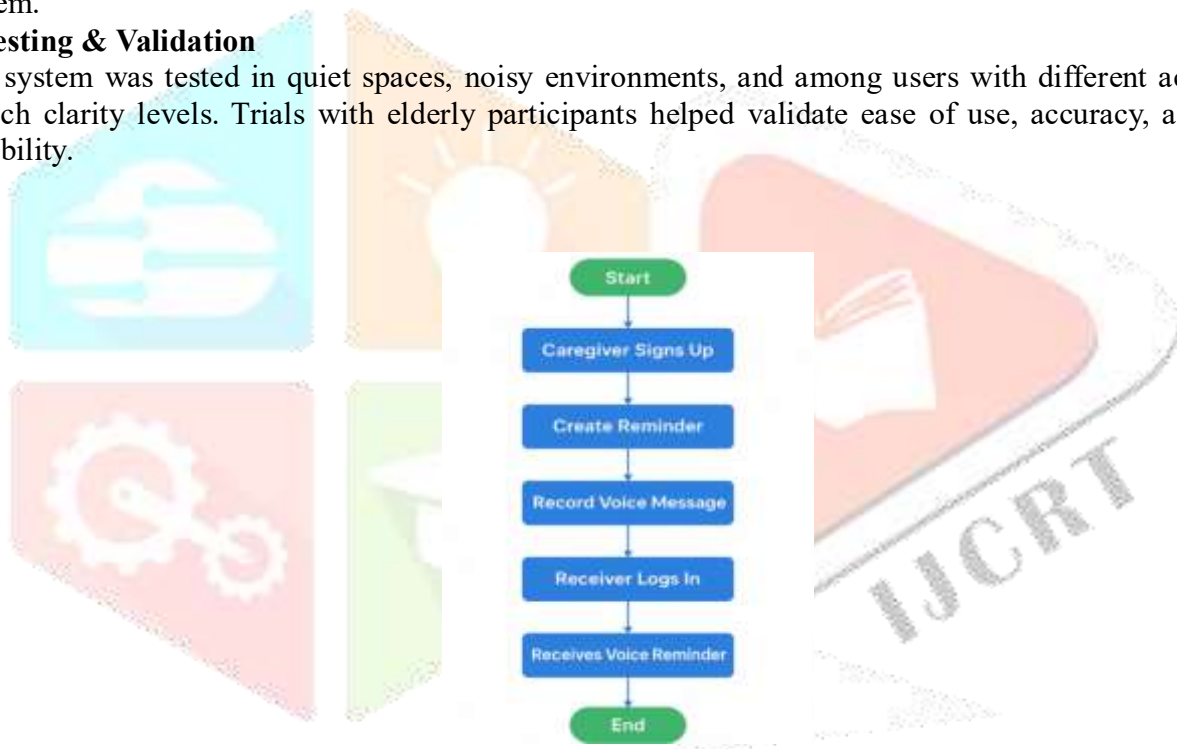 em.
esting & Validation
system was tested in quiet spaces, noisy environments, and among users with different ac
ch clarity levels. Trials with elderly participants helped validate ease of use, accuracy, a
bility.
Start
Caregiver Signs Up
Create Reminder
Record Voice Message
Receiver Logs In
Receives Voice Reminder
End
IJCRT